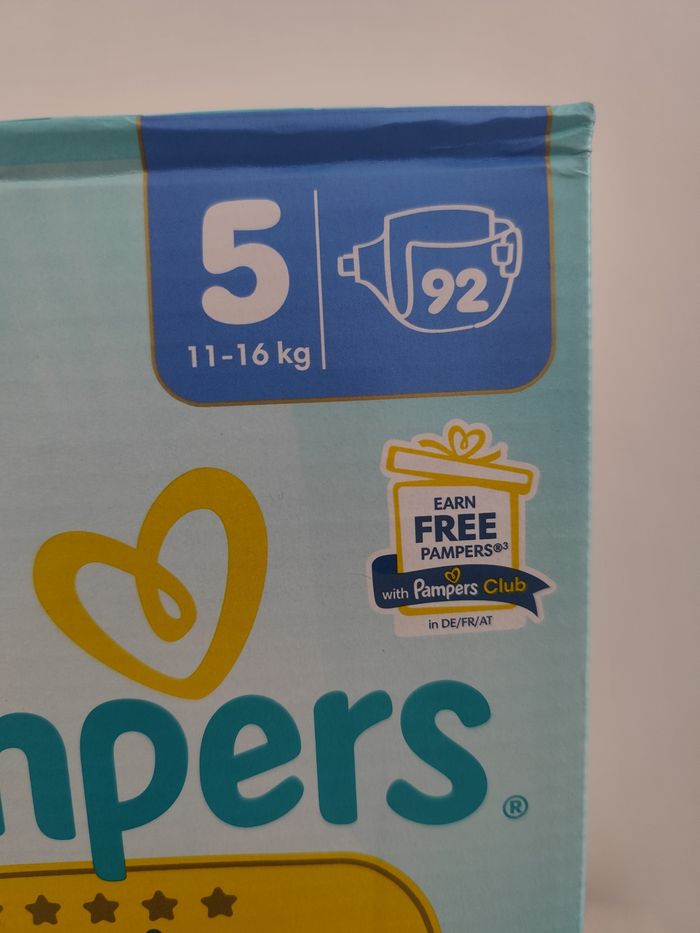 5
11-16 kg
92
EARN
FREE
PAMPERS®³
with Pampers Club
in DE/FR/AT
mpers®